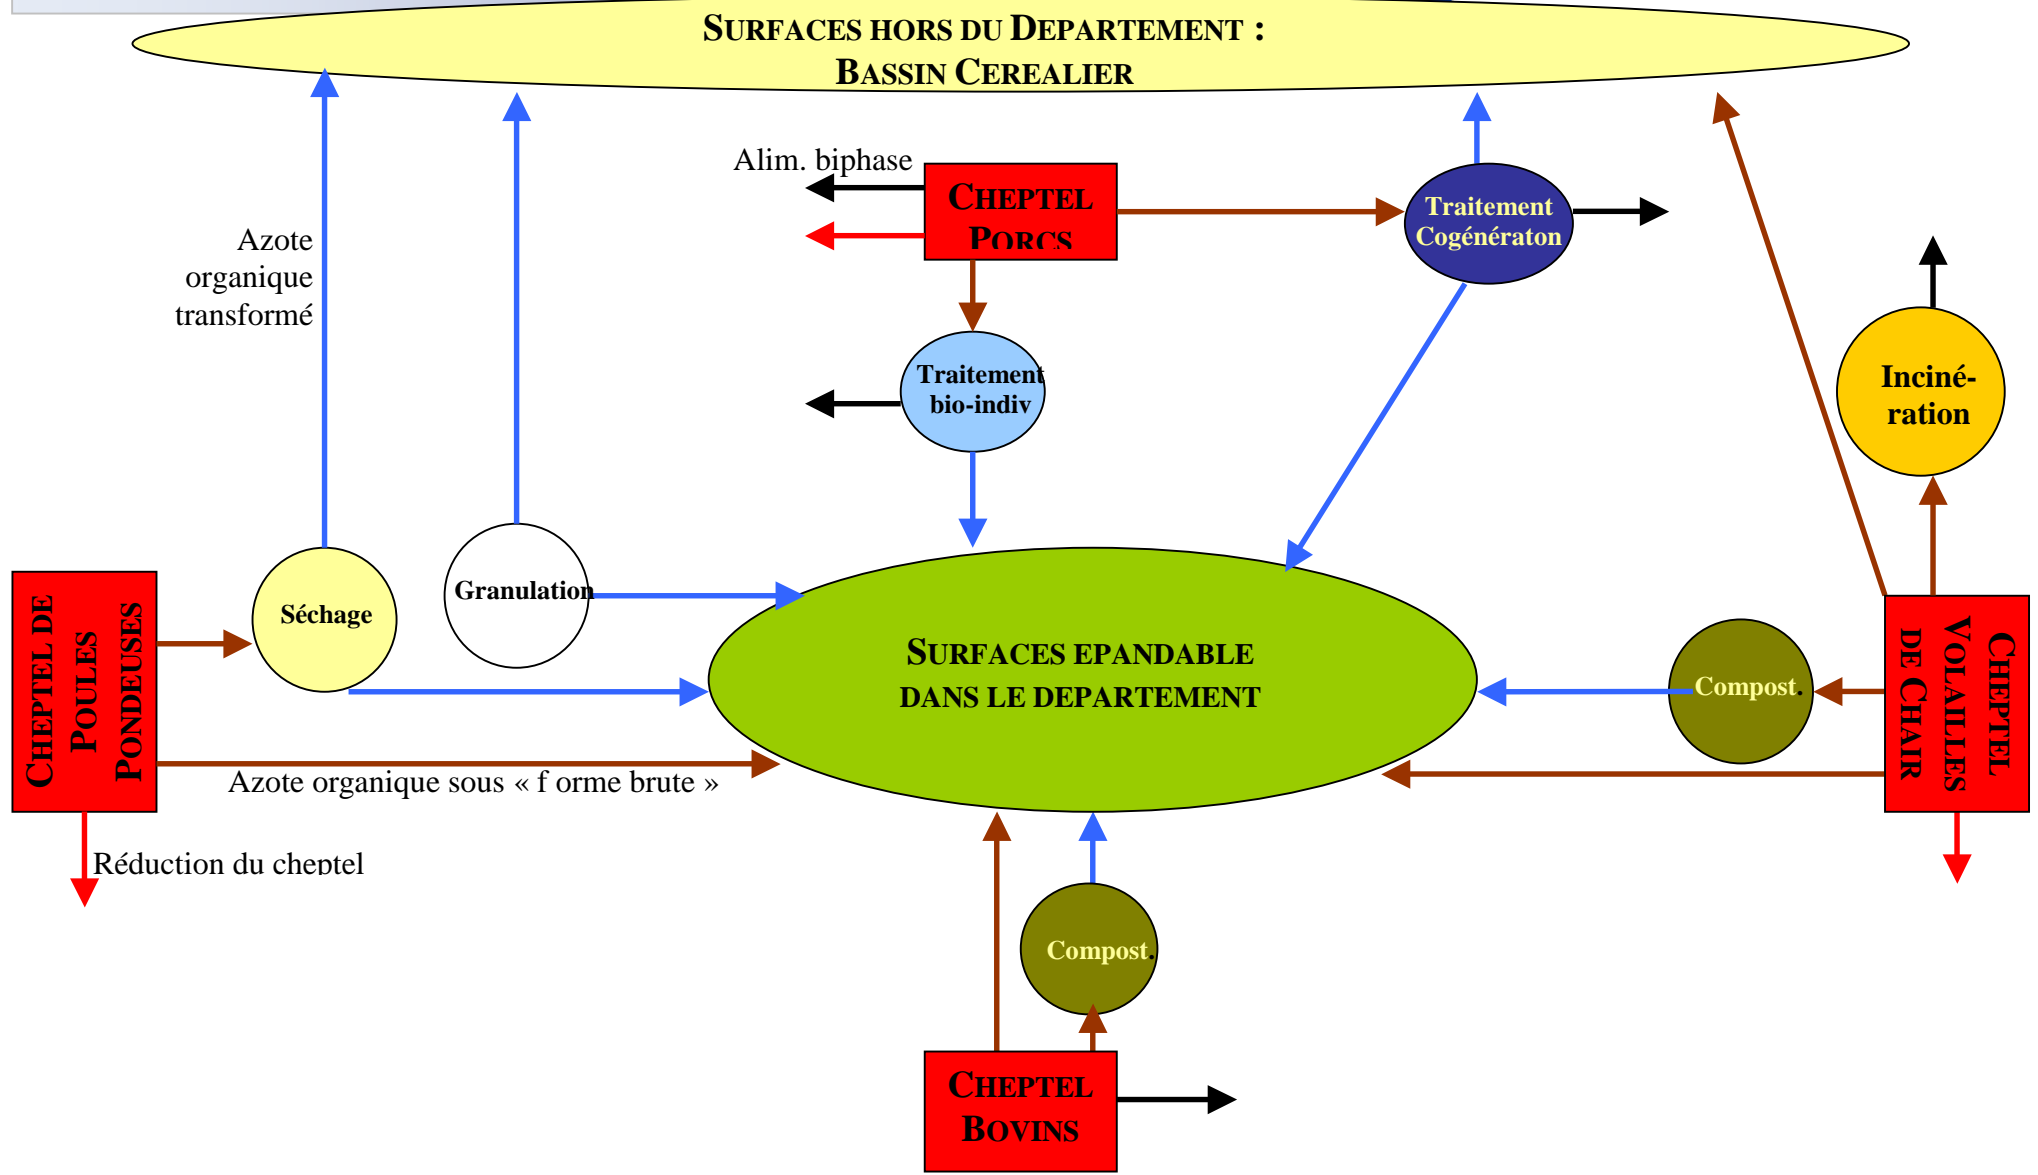 SURFACES HORS DU DEPARTEMENT :
BASSIN CEREALIER
Alim. biphase
CHEPTEL
PORCS
Traitement
Cogénératon
Azote
organique
transformé
Traitement
bio-indiv
Inciné-
ration
Granulation
Séchage
CHEPTEL DE
POULES
PONDEUSES
SURFACES EPANDABLE
DANS LE DEPARTEMENT
Compost.
CHEPTEL
VOLAILLES
DE CHAIR
Azote organique sous « f orme brute »
Réduction du cheptel
Compost.
CHEPTEL
BOVINS